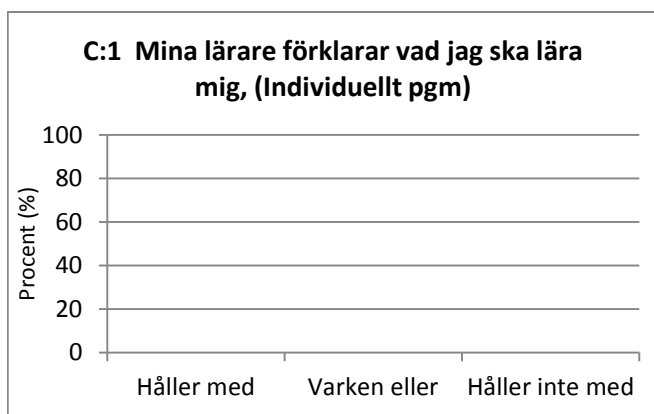 C:1  Mina lärare förklarar vad jag ska lära
mig, (Individuellt pgm)
Procent (%)
100
80
60
40
20
0
Håller med
Varken eller
Håller inte med